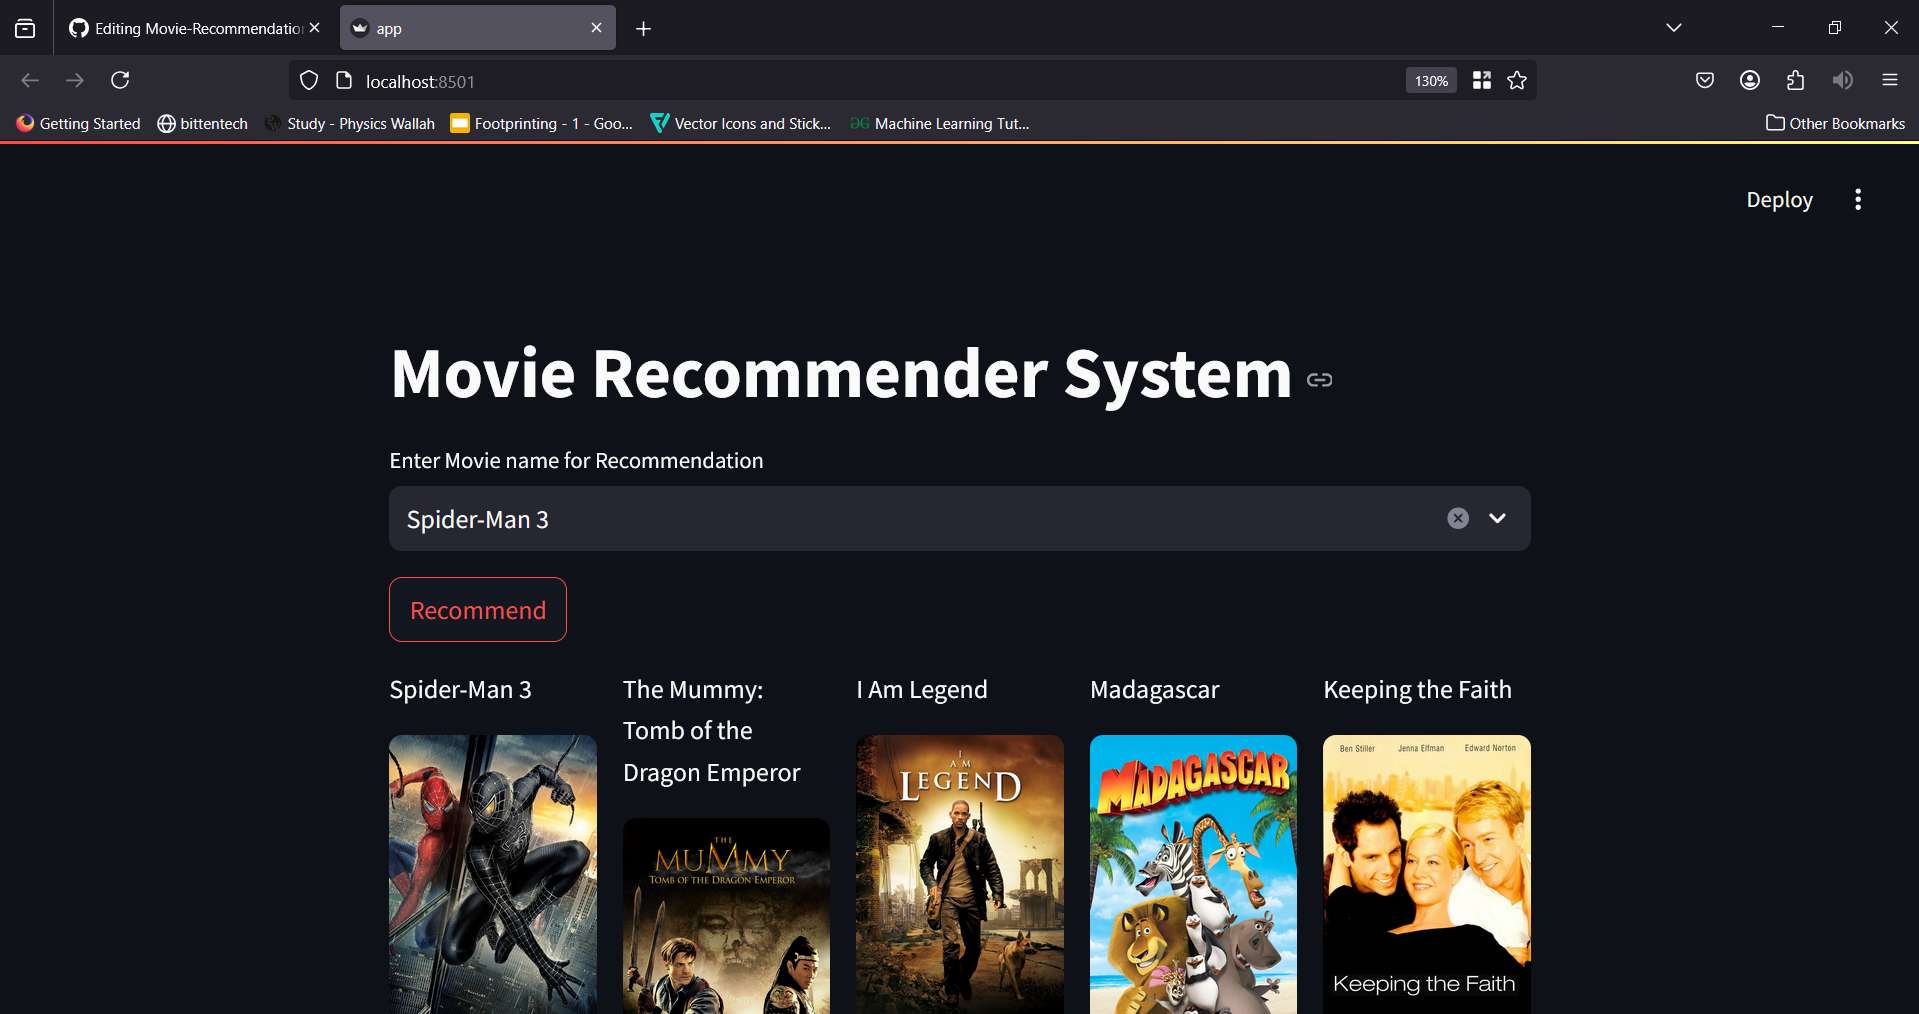 Editing Movie-Recommendation
app
localhost:8501
130%
Getting Started
bittentech
Study - Physics Wallah
Footprinting - 1 - Goo...
Vector Icons and Stick...
Machine Learning Tut...
Other Bookmarks
Deploy
Movie Recommender System
Enter Movie name for Recommendation
Spider-Man 3
Recommend
Spider-Man 3
The Mummy:
Tomb of the
Dragon Emperor
I Am Legend
Madagascar
Keeping the Faith
THE
MUMMY
TOMB OF THE DRAGON EMPEROR
I
AM
LEGEND
MADAGASCAR
Ben Stiller Jenna Elfman Edward Norton
Keeping the Faith